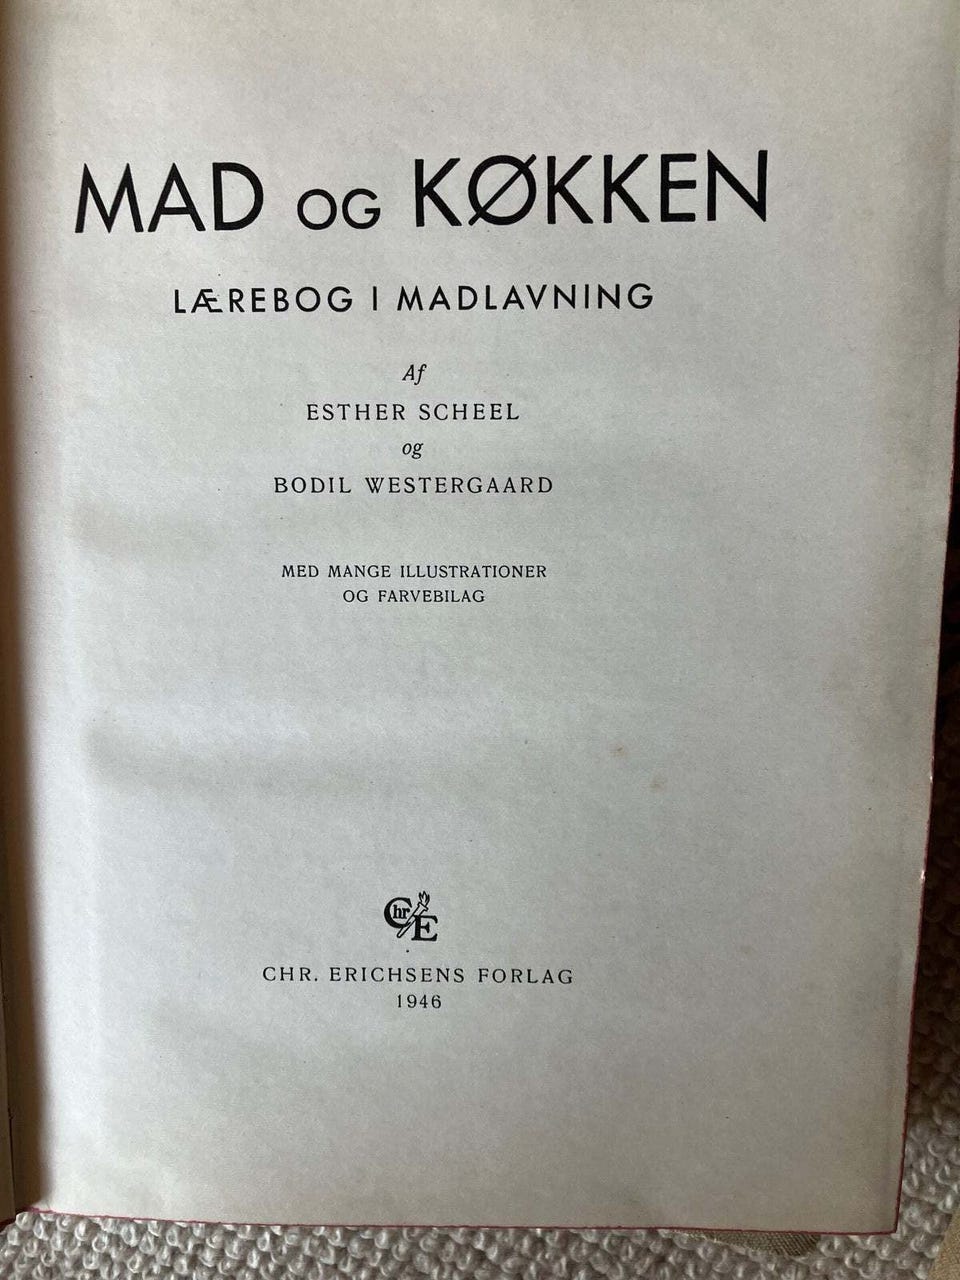 MAD OG KØKKEN
LÆREBOG I MADLAVNING
Af
ESTHER SCHEEL
og
BODIL WESTERGAARD
MED MANGE ILLUSTRATIONER
OG FARVEBILAG
Chr E
CHR. ERICHSENS FORLAG
1946